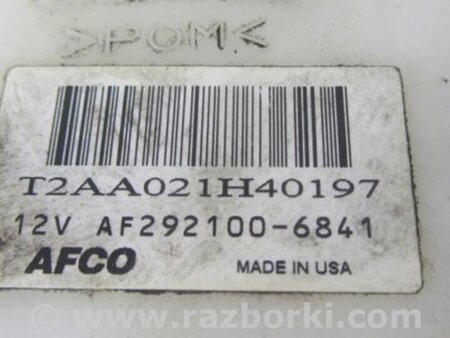 >POM<
T2AA021H40197
12V AF292100-6841
AFCO MADE IN USA
www.razborki.com